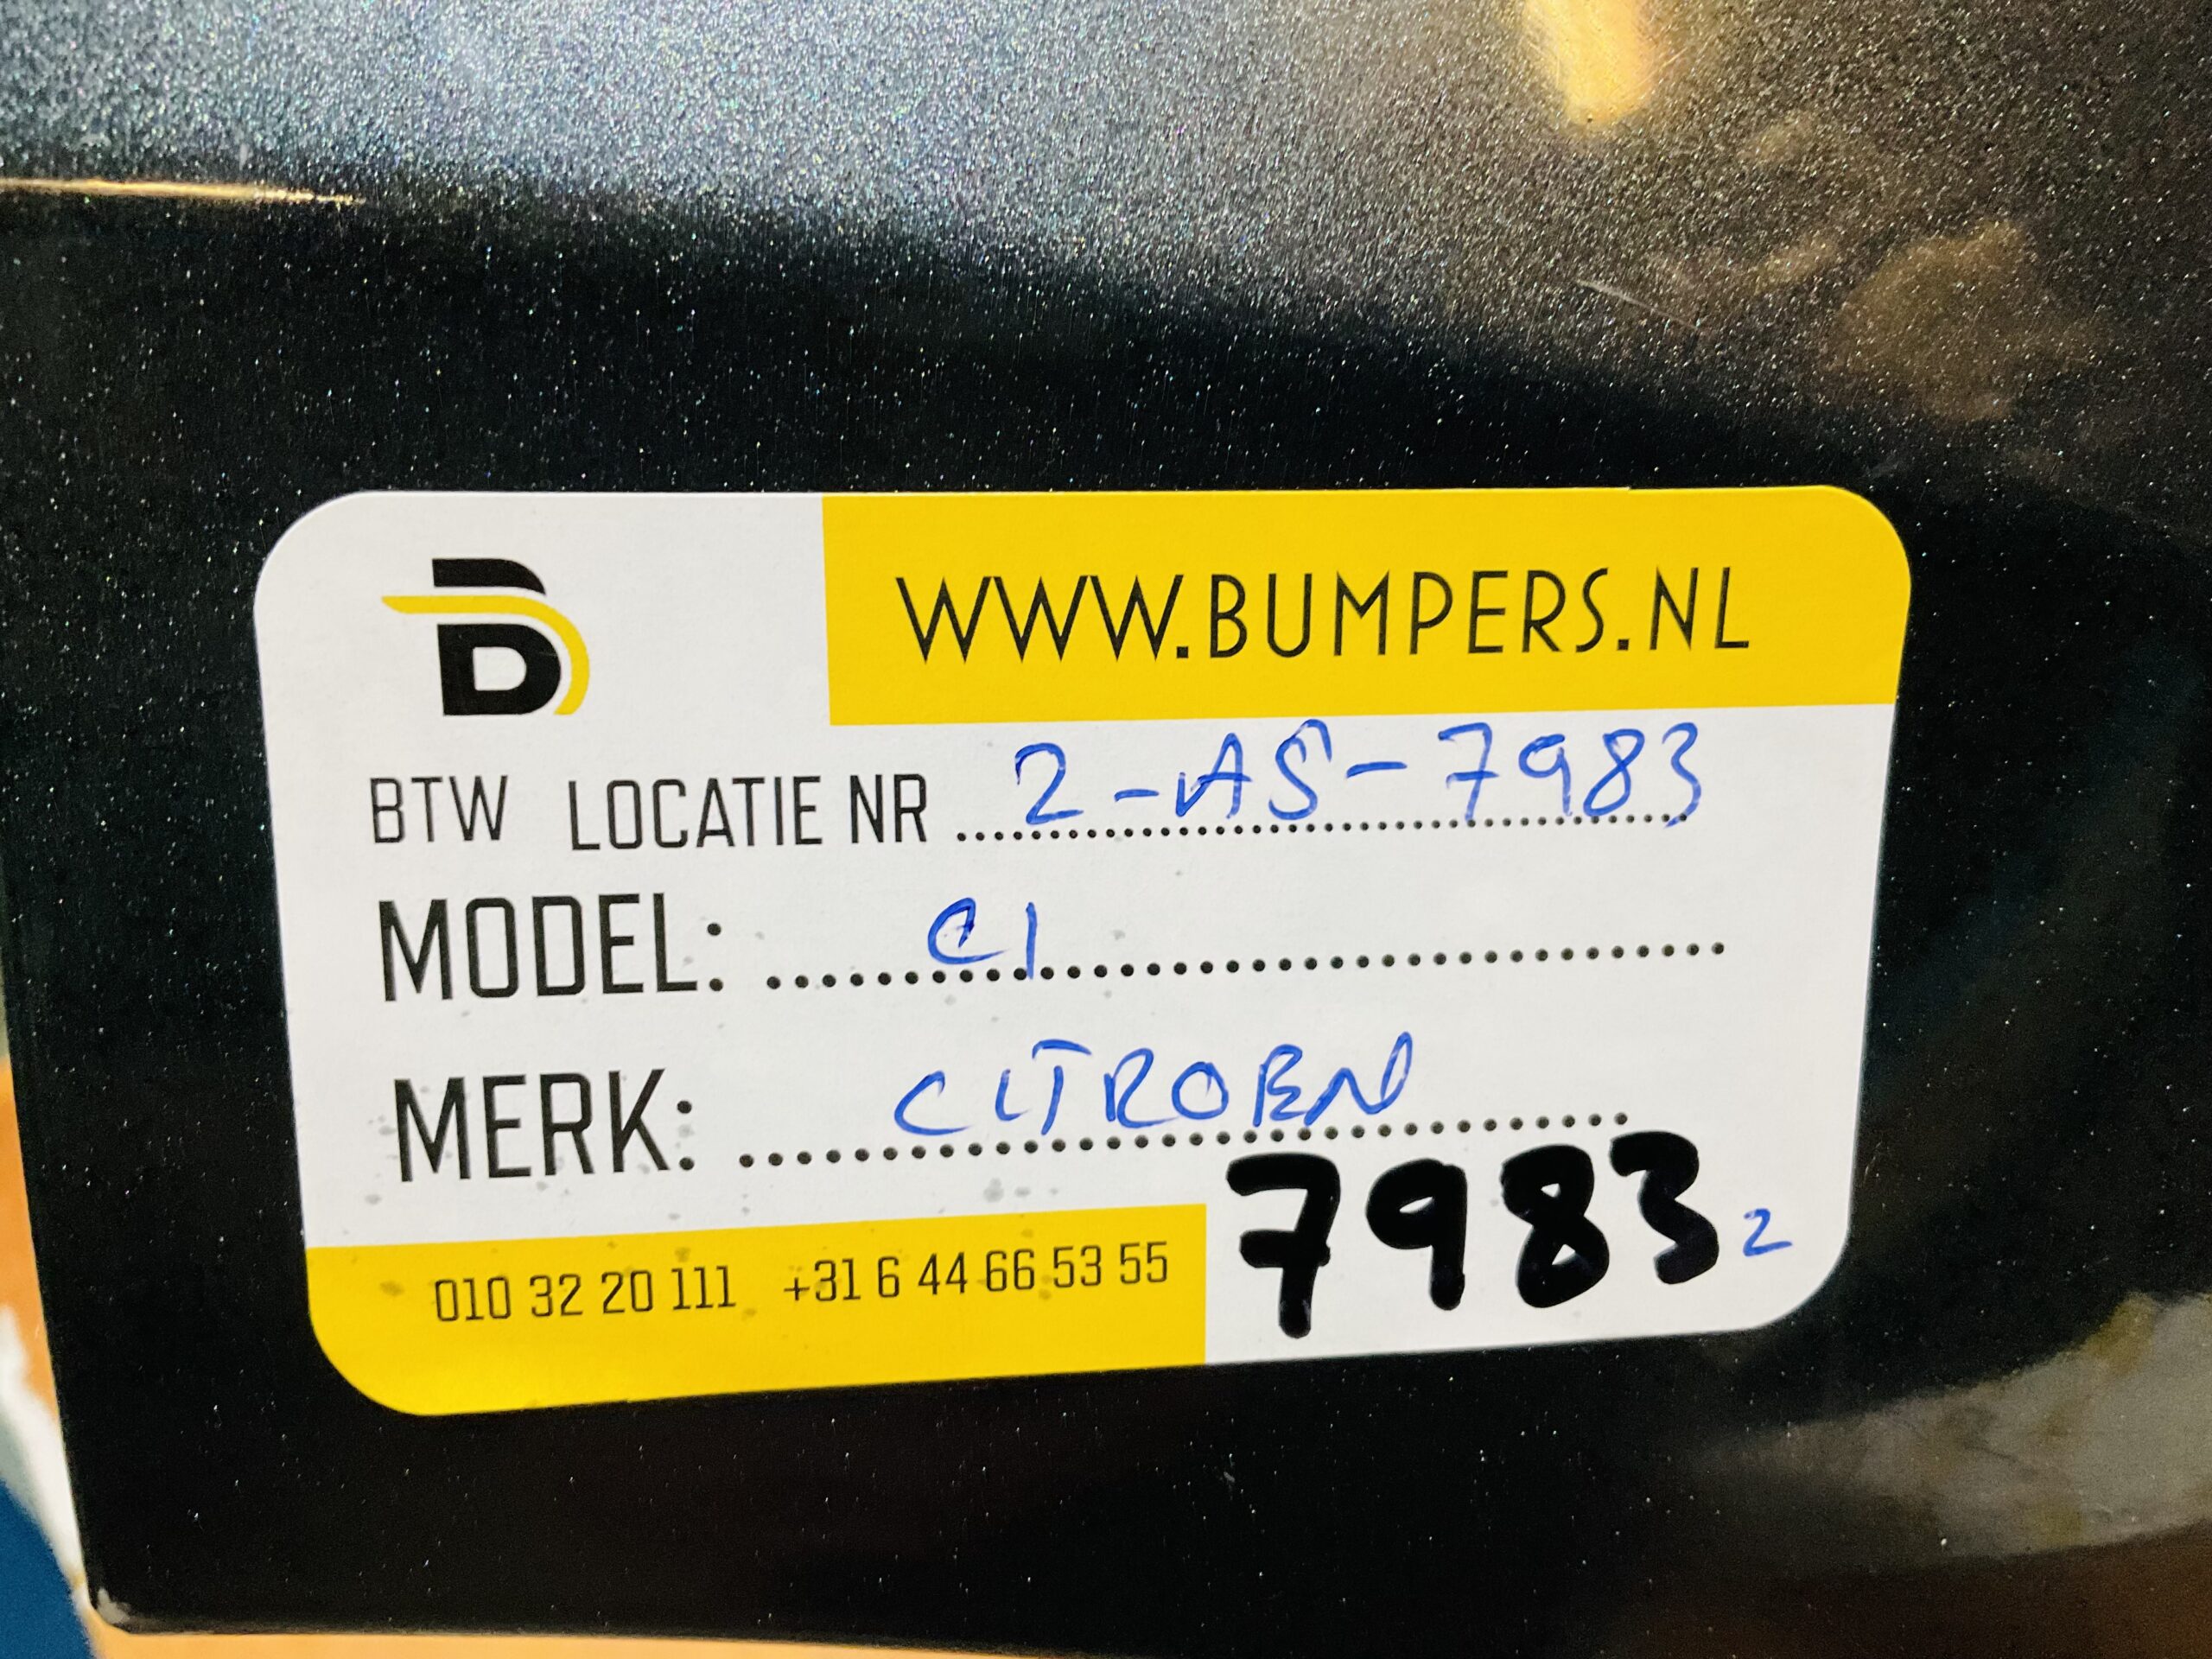 WWW.BUMPERS.NL
BTW LOCATIE NR 2-AS-7983
MODEL: C1
MERK: CITROEN
7983 2
010 32 20 111 +31 6 44 66 53 55